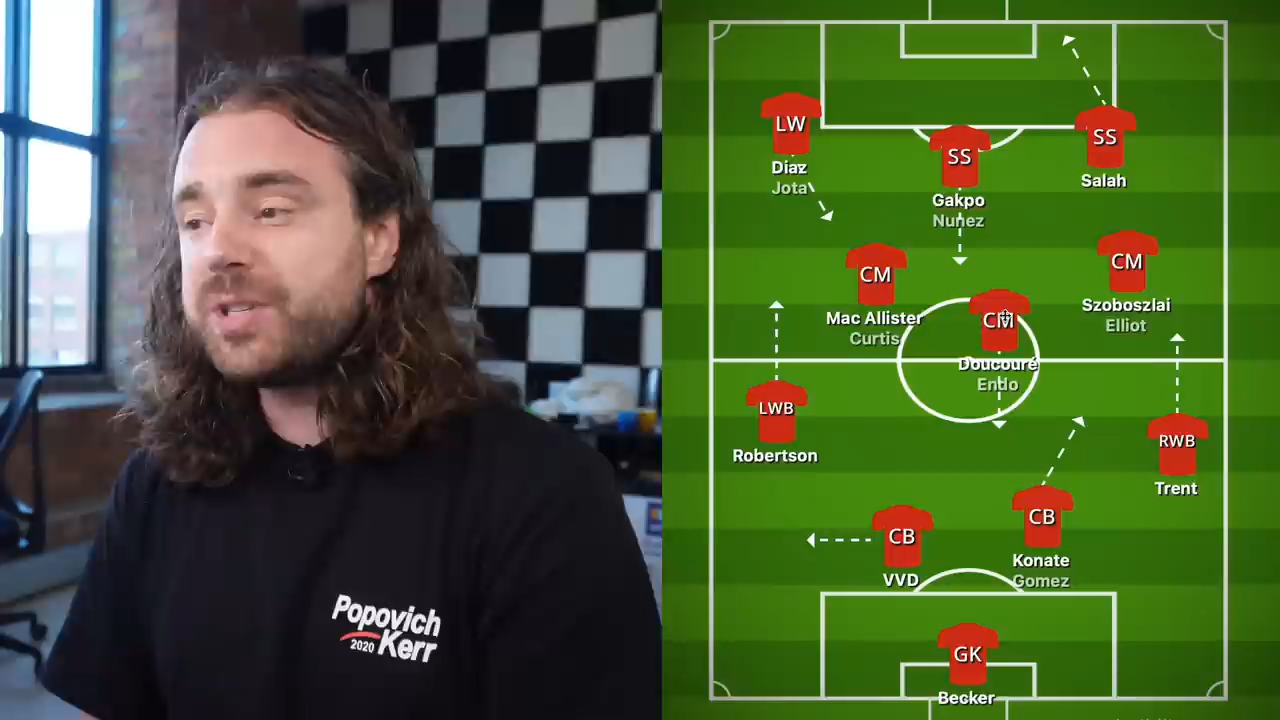 Popovich
2020 Kerr
LW
Diaz
Jota
SS
Gakpo
Nunez
SS
Salah
CM
Mac Allister
Curtis
CM
Doucouré
Endo
CM
Szoboszlai
Elliot
LWB
Robertson
RWB
Trent
CB
VVD
CB
Konate
Gomez
GK
Becker